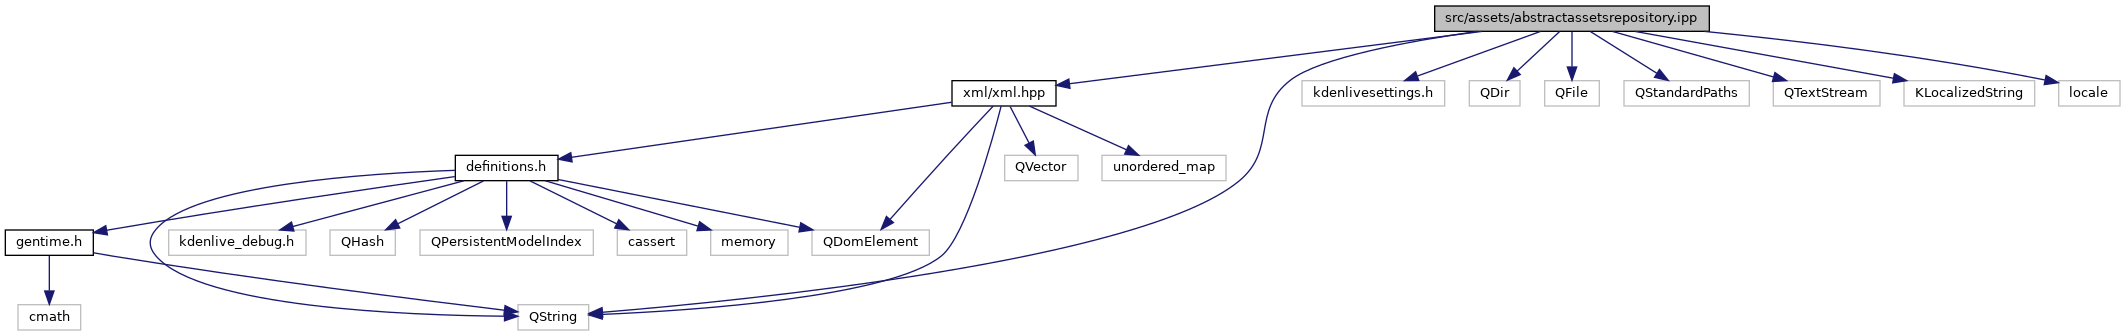 src/assets/abstractassetsrepository.ipp
xml/xml.hpp
kdenlivesettings.h
QDir
QFile
QStandardPaths
QTextStream
KLocalizedString
locale
definitions.h
QVector
unordered_map
gentime.h
kdenlive_debug.h
QHash
QPersistentModelIndex
cassert
memory
QDomElement
cmath
QString